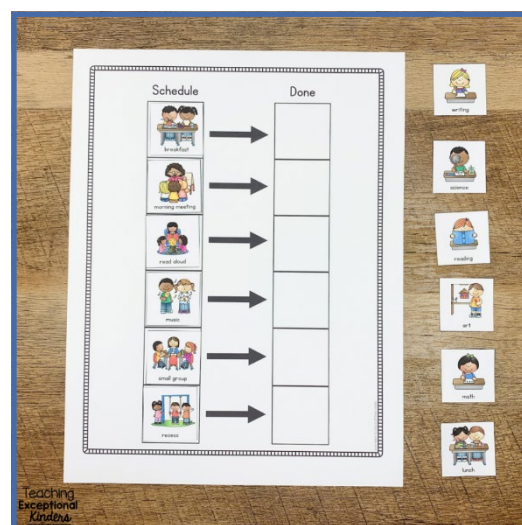 Schedule
Done
breakfast
morning meeting
read aloud
music
small group
recess
writing
science
reading
art
math
lunch
Teaching
Exceptional
Kinders